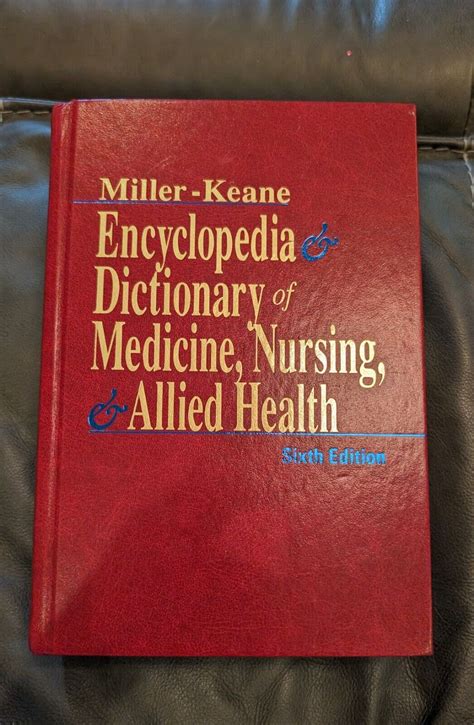 Miller-Keane
Encyclopedia &
Dictionary of
Medicine, Nursing,
& Allied Health
Sixth Edition